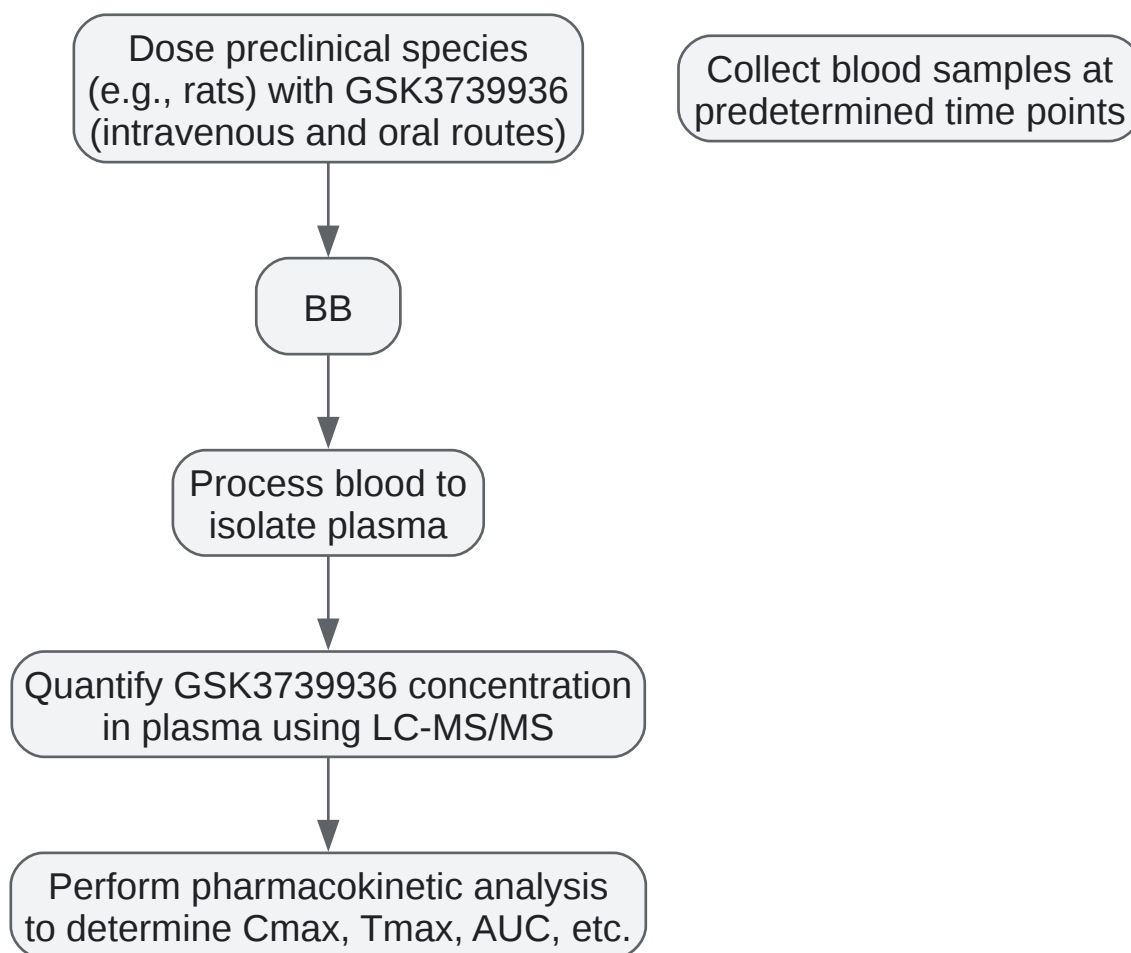 Dose preclinical species
(e.g., rats) with GSK3739936
(intravenous and oral routes)
Collect blood samples at
predetermined time points
BB
Process blood to
isolate plasma
Quantify GSK3739936 concentration
in plasma using LC-MS/MS
Perform pharmacokinetic analysis
to determine Cmax, Tmax, AUC, etc.